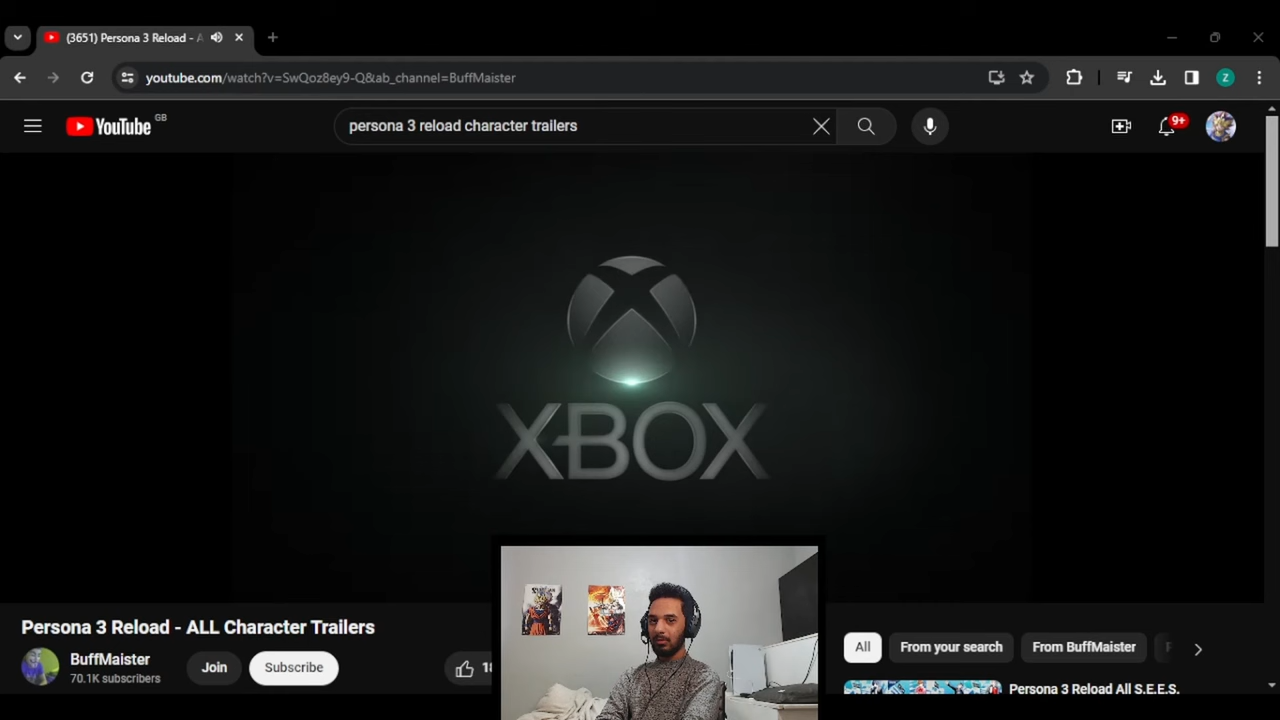 (3651) Persona 3 Reload - A
youtube.com/watch?v=SwQoz8ey9-Q&ab_channel=BuffMaister
Z
YouTube GB
persona 3 reload character trailers
9+
XBOX
Persona 3 Reload - ALL Character Trailers
BuffMaister
70.1K subscribers
Join
Subscribe
All
From your search
From BuffMaister
Persona 3 Reload All S.E.E.S.